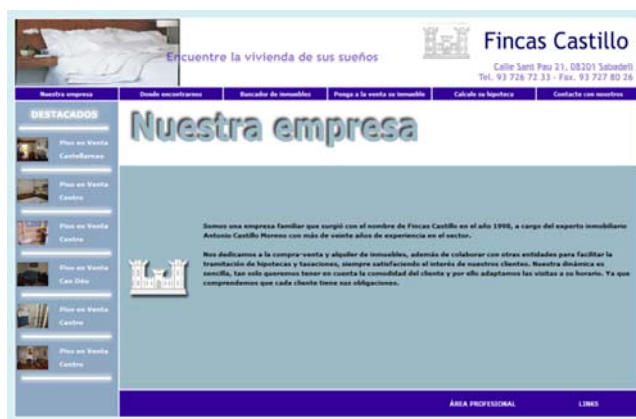 Encuentre la vivienda de sus sueños
Fincas Castillo
Calle Sant Pau 21, 08201 Sabadell
Tel. 93 726 72 33 - Fax. 93 727 80 26
Nuestra empresa
Donde encontrarnos
Buscador de inmuebles
Ponga a la venta su inmueble
Calcule su hipoteca
Contacte con nosotros
DESTACADOS
Piso en Venta
Castellarnau
Piso en Venta
Centro
Piso en Venta
Centro
Piso en Venta
Can Déu
Piso en Venta
Centro
Piso en Venta
Centro
Nuestra empresa
Somos una empresa familiar que surgió con el nombre de Fincas Castillo en el año 1998, a cargo del experto inmobiliario
Antonio Castillo Moreno con más de veinte años de experiencia en el sector.
Nos dedicamos a la compra-venta y alquiler de inmuebles, además de colaborar con otras entidades para facilitar la
tramitación de hipotecas y tasaciones, siempre satisfaciendo el interés de nuestros clientes. Nuestra dinámica es
sencilla, tan solo queremos tener en cuenta la comodidad del cliente y por ello adaptamos las visitas a su horario. Ya que
comprendemos que cada cliente tiene sus obligaciones.
ÁREA PROFESIONAL
LINKS